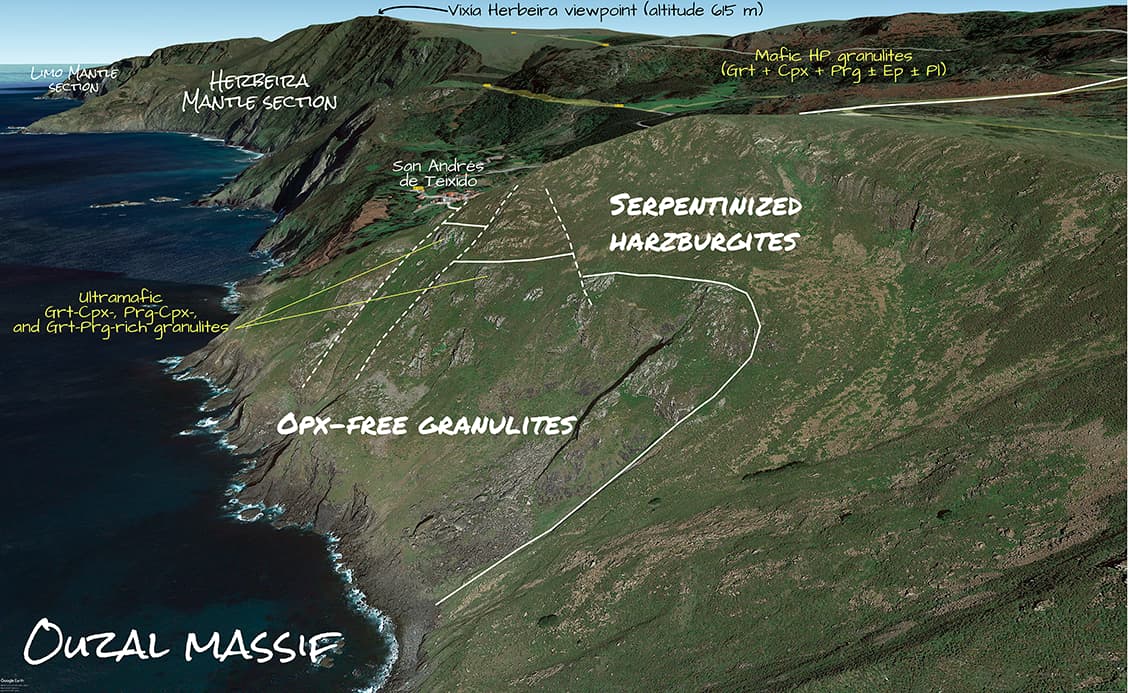 Vixia Herbeira viewpoint (altitude 615 m)
Mafic HP granulites
(Grt + Cpx + Prg ± Ep ± Pl)
Limo Mantle
section
Herbeira
Mantle section
San Andrés
de Teixido
Serpentinized
harzburgites
Ultramafic
Grt-Cpx-, Prg-Cpx-,
and Grt-Prg-rich granulites
Opx-free granulites
Ouzal massif
Google Earth